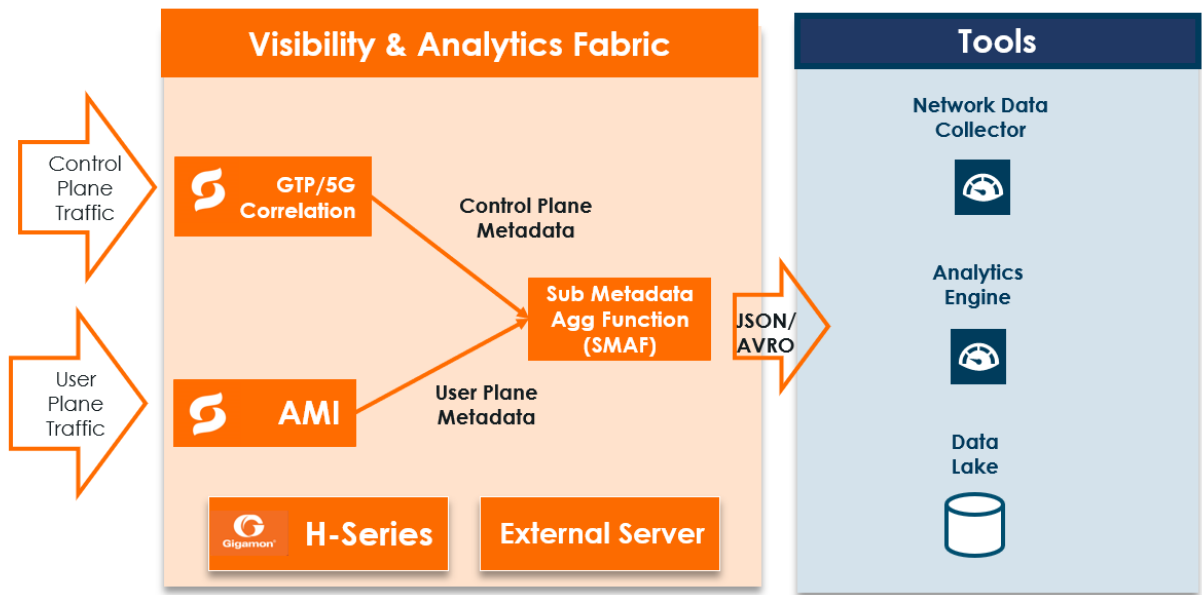 Visibility & Analytics Fabric
Tools
Control
Plane
Traffic
GTP/5G
Correlation
Control Plane
Metadata
Sub Metadata
Agg Function
(SMAF)
User
Plane
Traffic
AMI
User Plane
Metadata
JSON/
AVRO
Network Data
Collector
Analytics
Engine
Data
Lake
Gigamon®
H-Series
External Server